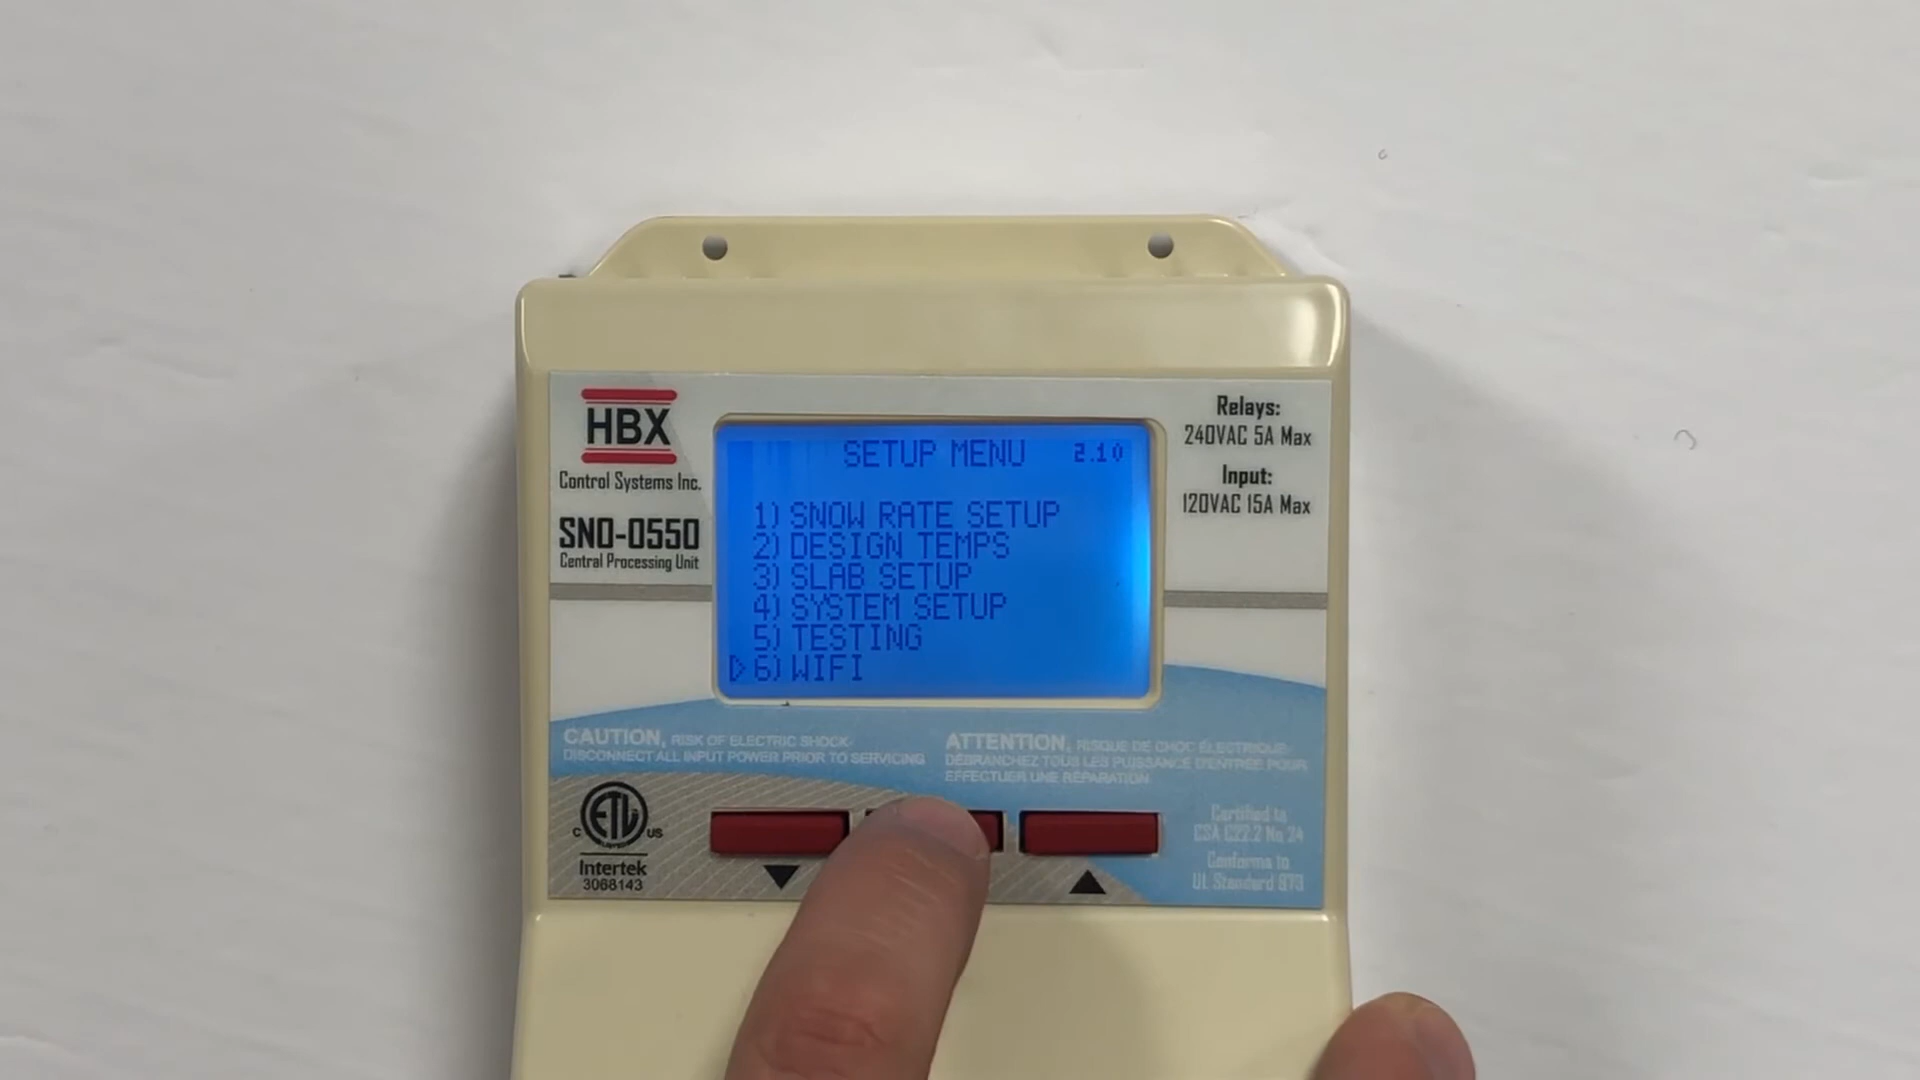 HBX
Control Systems Inc.
SNO-0550
Central Processing Unit
SETUP MENU 2.10
1) SNOW RATE SETUP
2) DESIGN TEMPS
3) SLAB SETUP
4) SYSTEM SETUP
5) TESTING
▷ 6) WIFI
Relays:
240VAC 5A Max
Input:
120VAC 15A Max
CAUTION, RISK OF ELECTRIC SHOCK-
DISCONNECT ALL INPUT POWER PRIOR TO SERVICING
ATTENTION, RISQUE DE CHOC ÉLECTRIQUE-
DÉBRANCHEZ TOUS LES PUISSANCE D'ENTRÉE POUR
EFFECTUER UNE RÉPARATION
C ETL US
LISTED
Intertek
3068143
Certified to
CSA C22.2 No 24
Conforms to
UL Standard 873